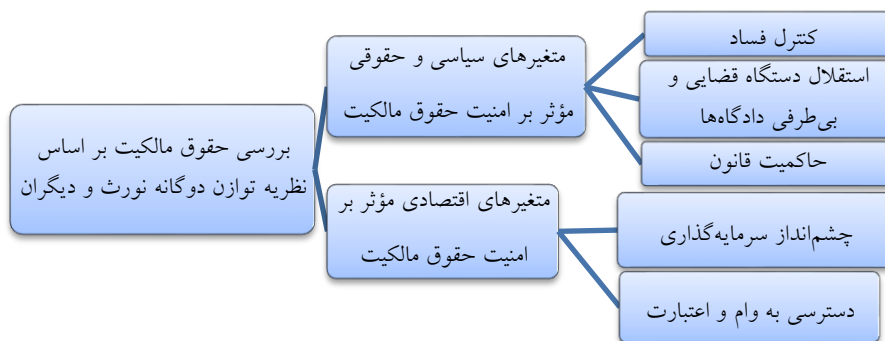 بررسی حقوق مالکیت بر اساس
نظریه توازن دوگانه نورث و دیگران
متغیرهای سیاسی و حقوقی
مؤثر بر امنیت حقوق مالکیت
کنترل فساد
استقلال دستگاه قضایی و
بی‌طرفی دادگاه‌ها
حاکمیت قانون
متغیرهای اقتصادی مؤثر بر
امنیت حقوق مالکیت
چشم‌انداز سرمایه‌گذاری
دسترسی به وام و اعتبارت